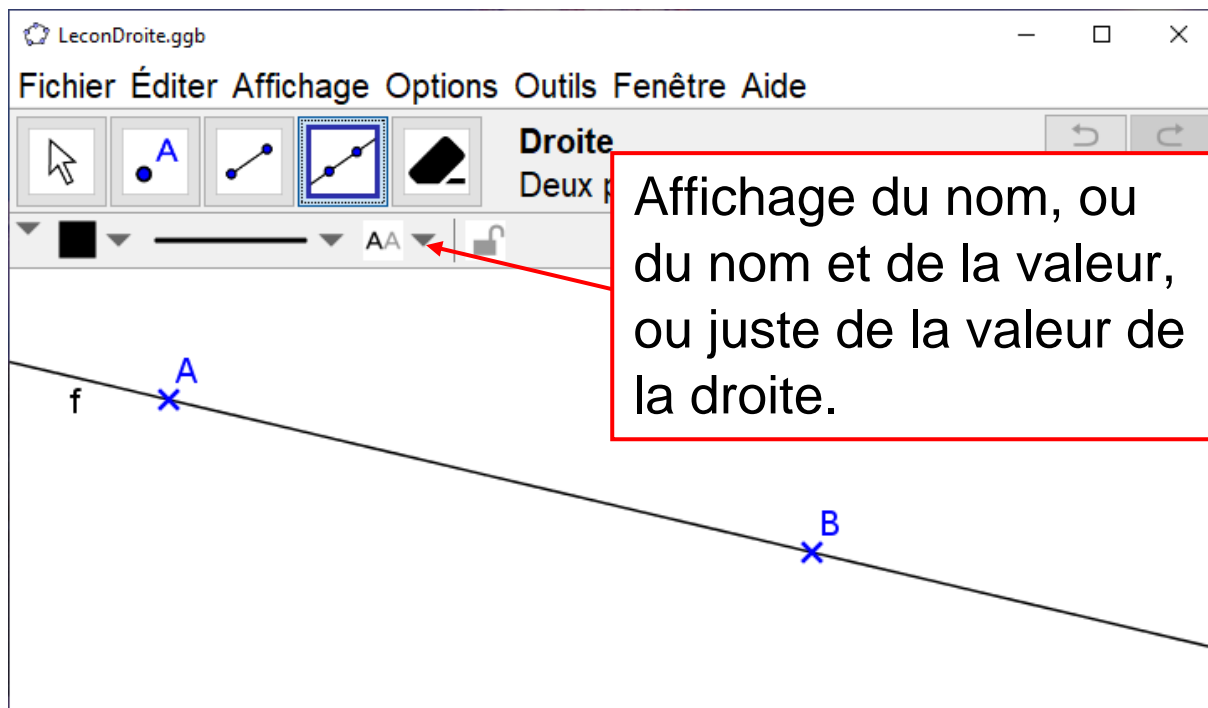 LeconDroite.ggb
Fichier Éditer Affichage Options Outils Fenêtre Aide
A
Droite
Deux
AA
Affichage du nom, ou
du nom et de la valeur,
ou juste de la valeur de
la droite.
A
f
B